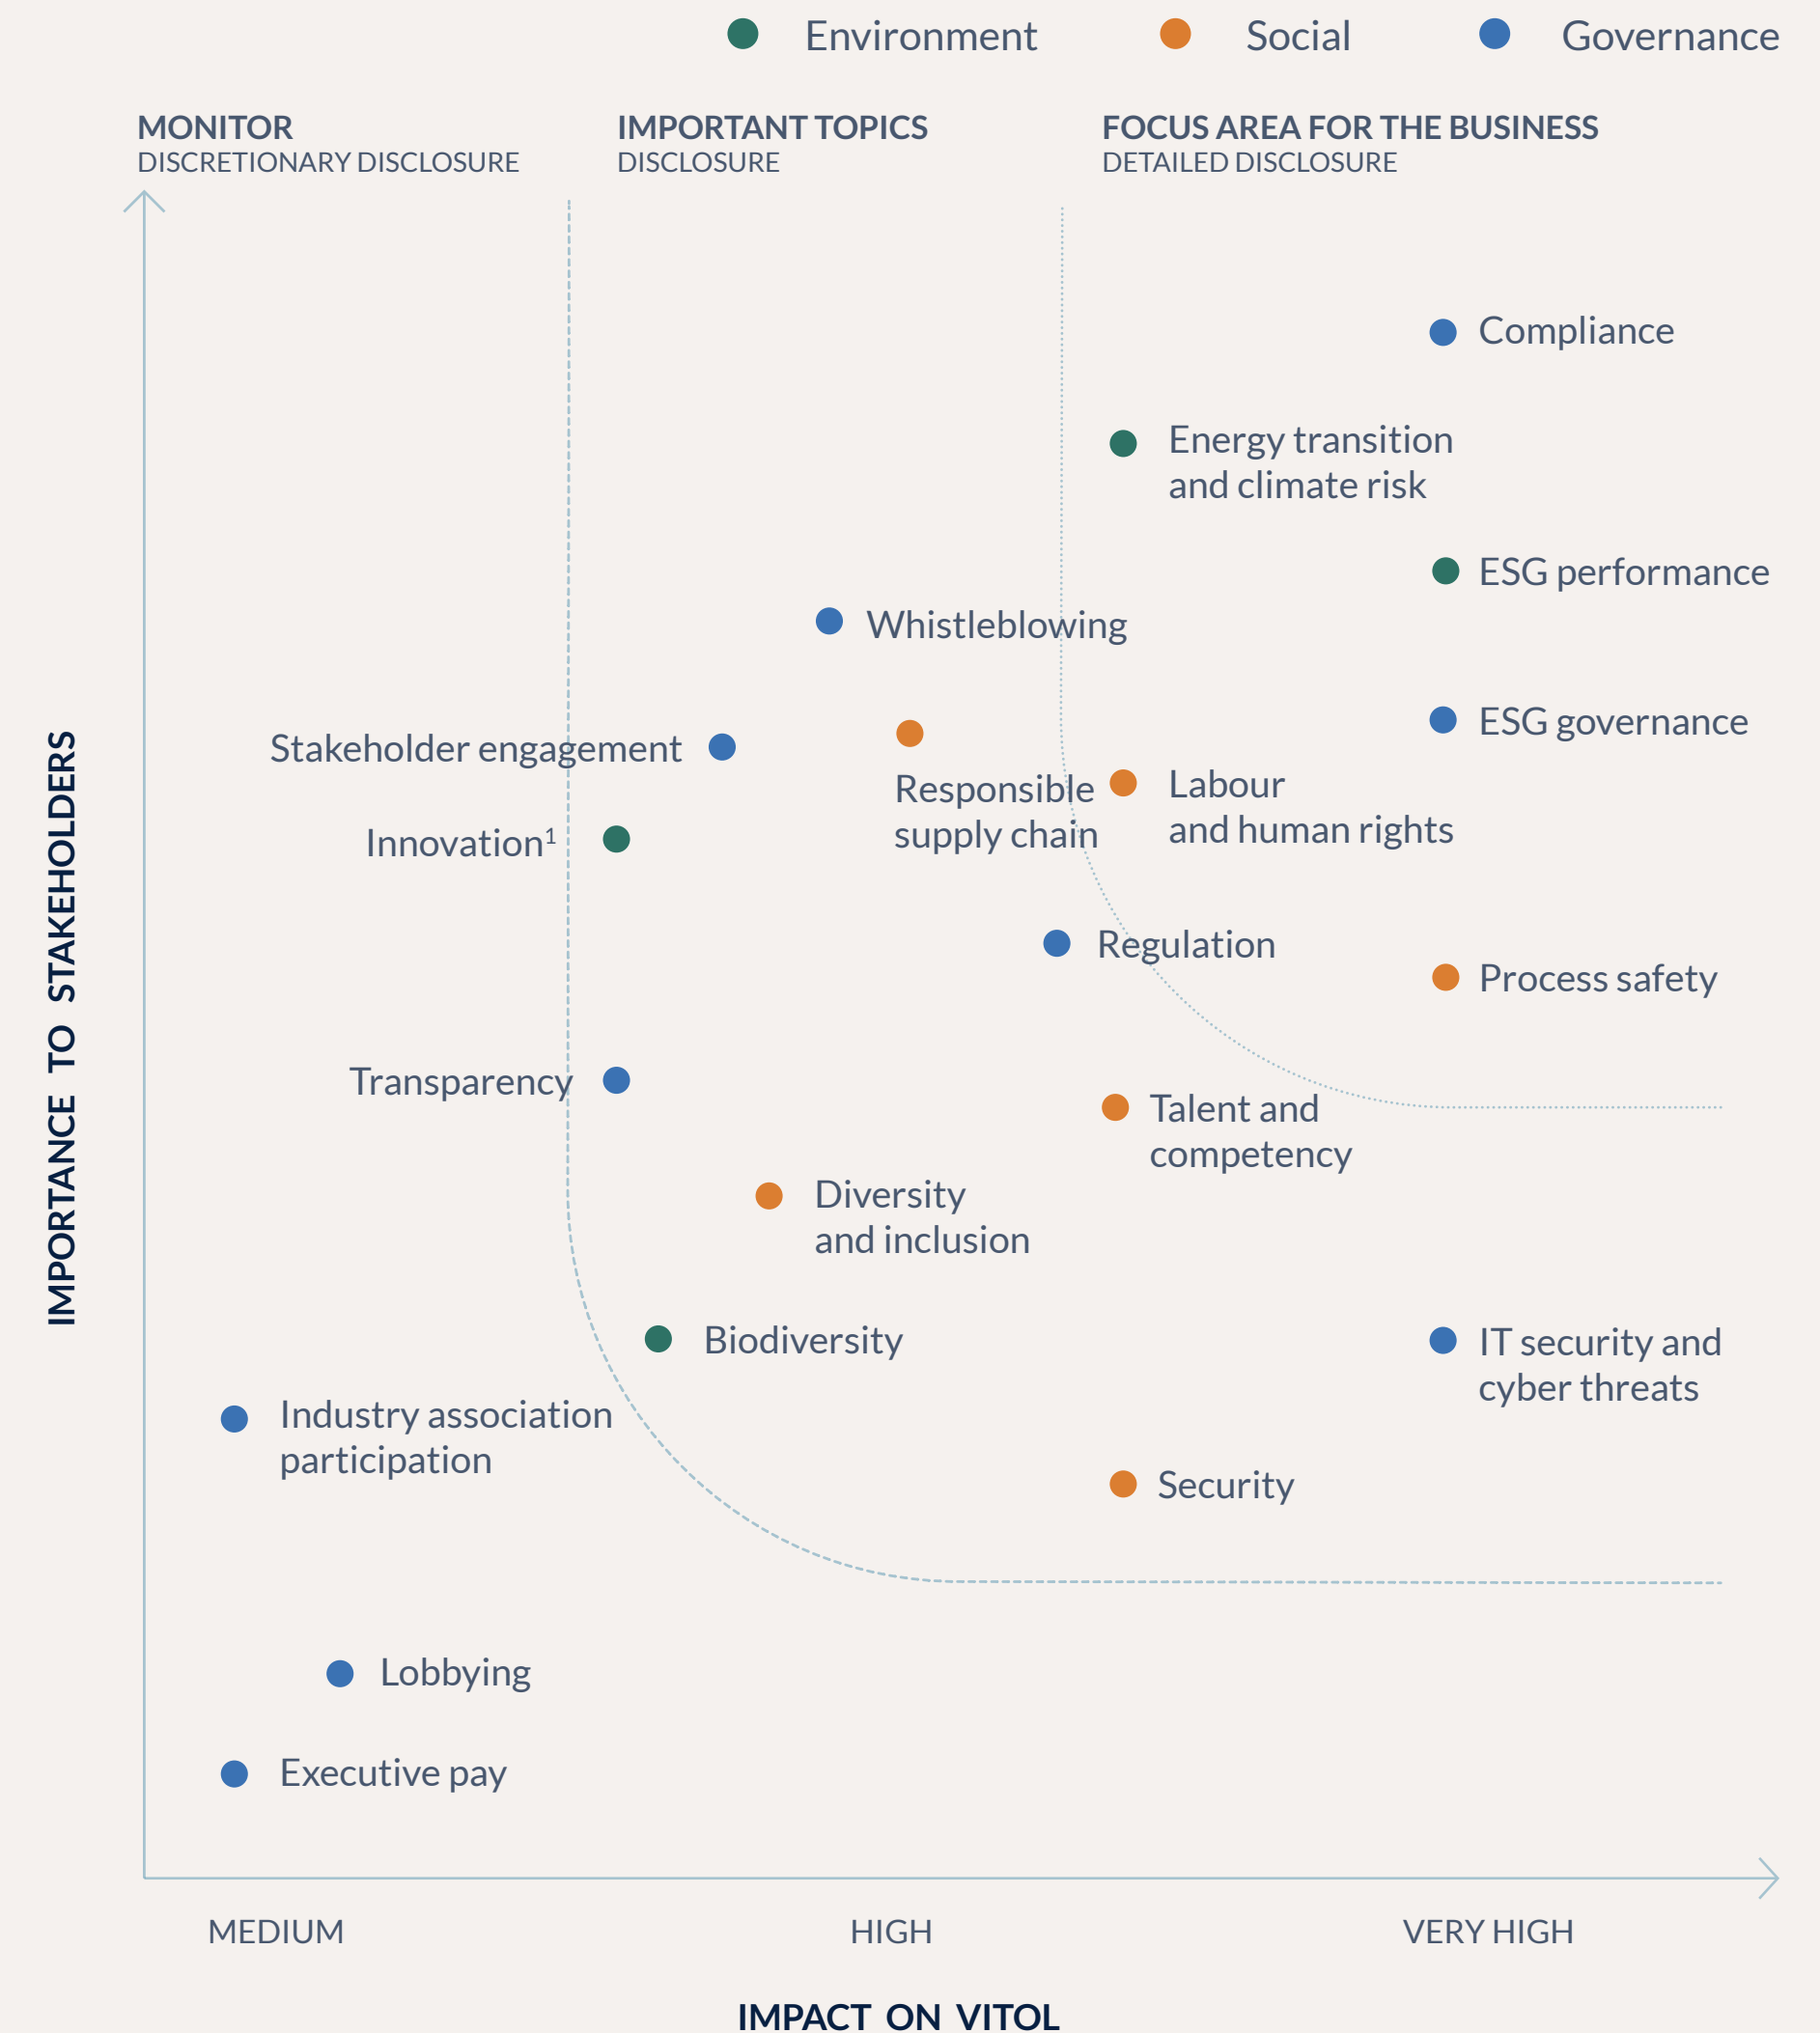 Environment
Social
Governance
MONITOR
DISCRETIONARY DISCLOSURE
IMPORTANT TOPICS
DISCLOSURE
FOCUS AREA FOR THE BUSINESS
DETAILED DISCLOSURE
Compliance
Energy transition
and climate risk
ESG performance
Whistleblowing
ESG governance
Stakeholder engagement
Responsible
supply chain
Labour
and human rights
Innovation¹
Regulation
Process safety
Transparency
Talent and
competency
Diversity
and inclusion
Biodiversity
IT security and
cyber threats
Industry association
participation
Security
Lobbying
Executive pay
IMPORTANCE TO STAKEHOLDERS
MEDIUM
HIGH
VERY HIGH
IMPACT ON VITOL